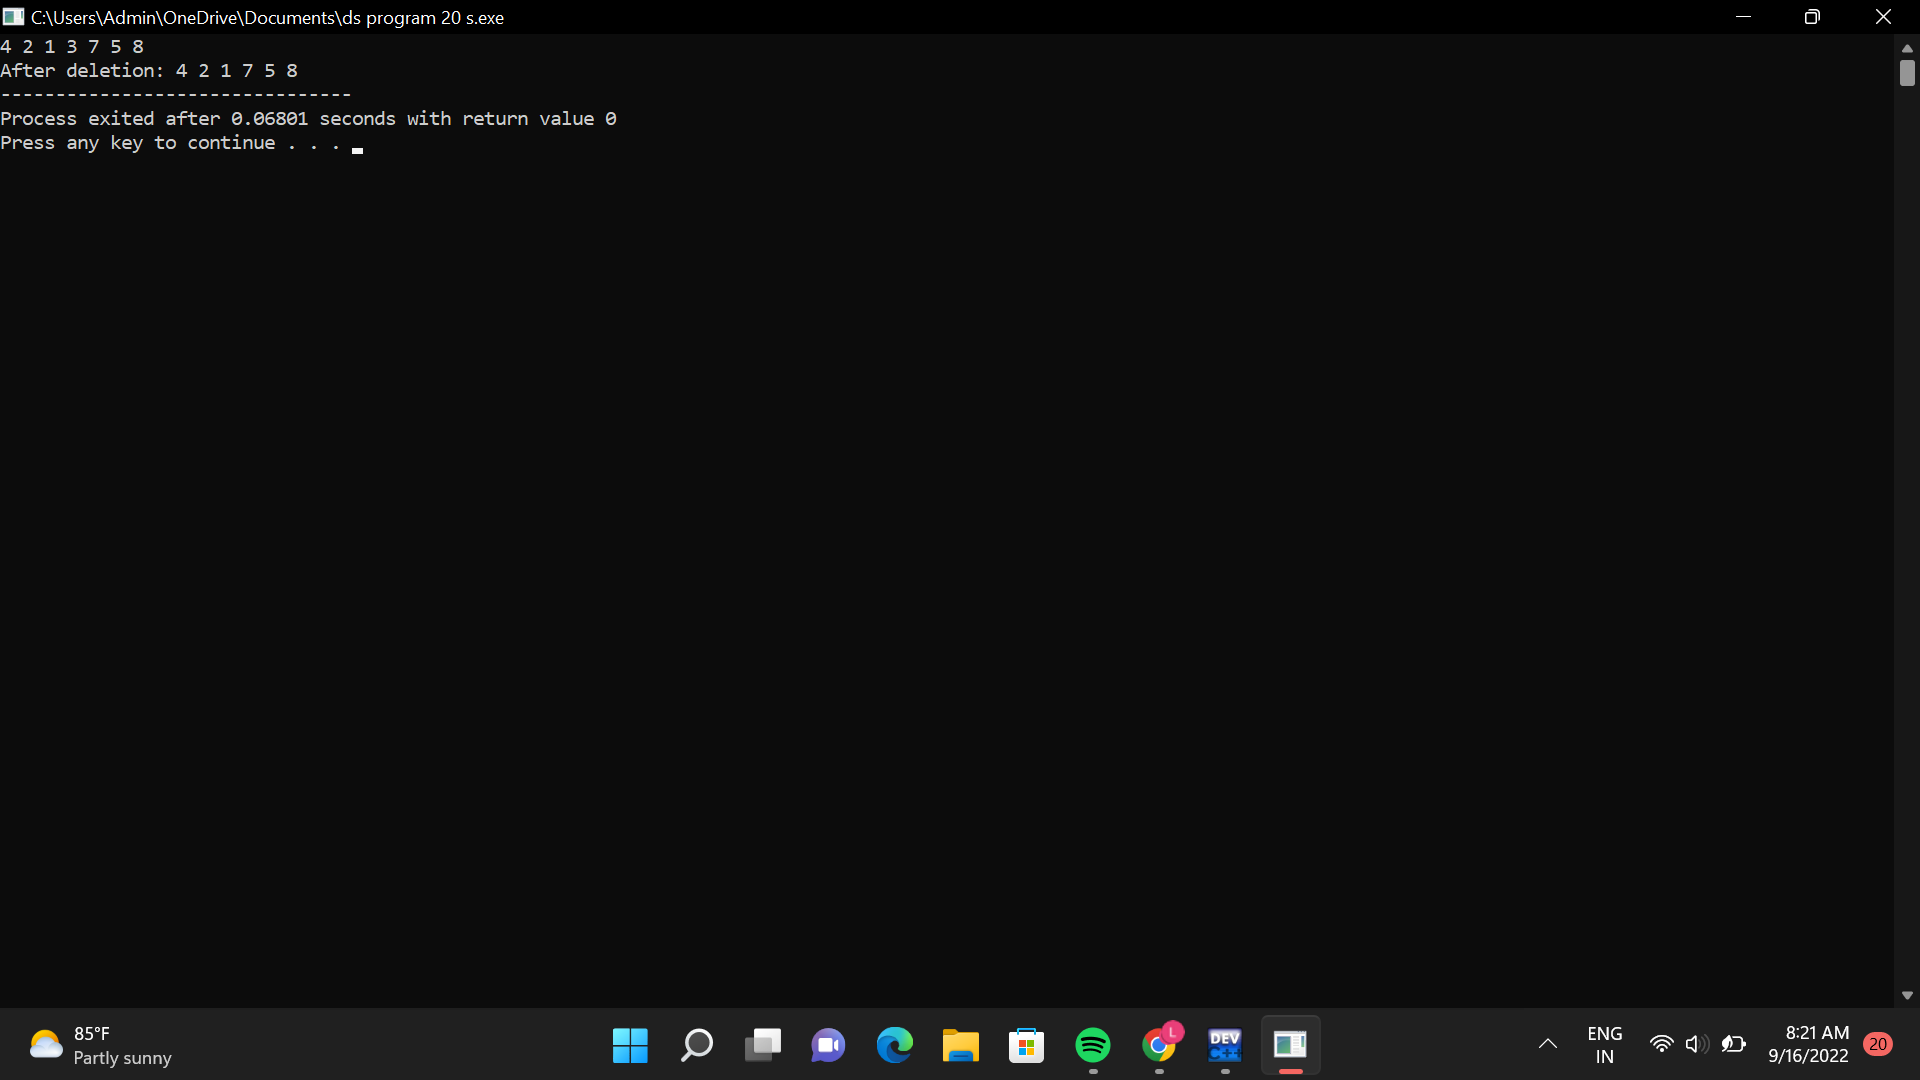 C:\Users\Admin\OneDrive\Documents\ds program 20 s.exe
4 2 1 3 7 5 8
After deletion: 4 2 1 7 5 8
--------------------------------
Process exited after 0.06801 seconds with return value 0
Press any key to continue . . .
85°F
Partly sunny
L
DEV
C++
ENG
IN
8:21 AM
9/16/2022
20